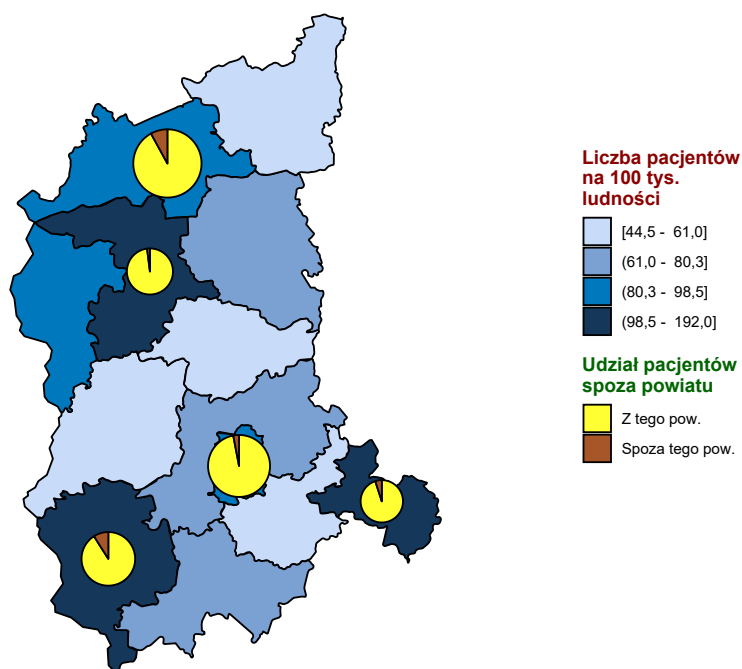 Liczba pacjentów
na 100 tys.
ludności
[44,5 - 61,0]
(61,0 - 80,3]
(80,3 - 98,5]
(98,5 - 192,0]
Udział pacjentów
spoza powiatu
Z tego pow.
Spoza tego pow.